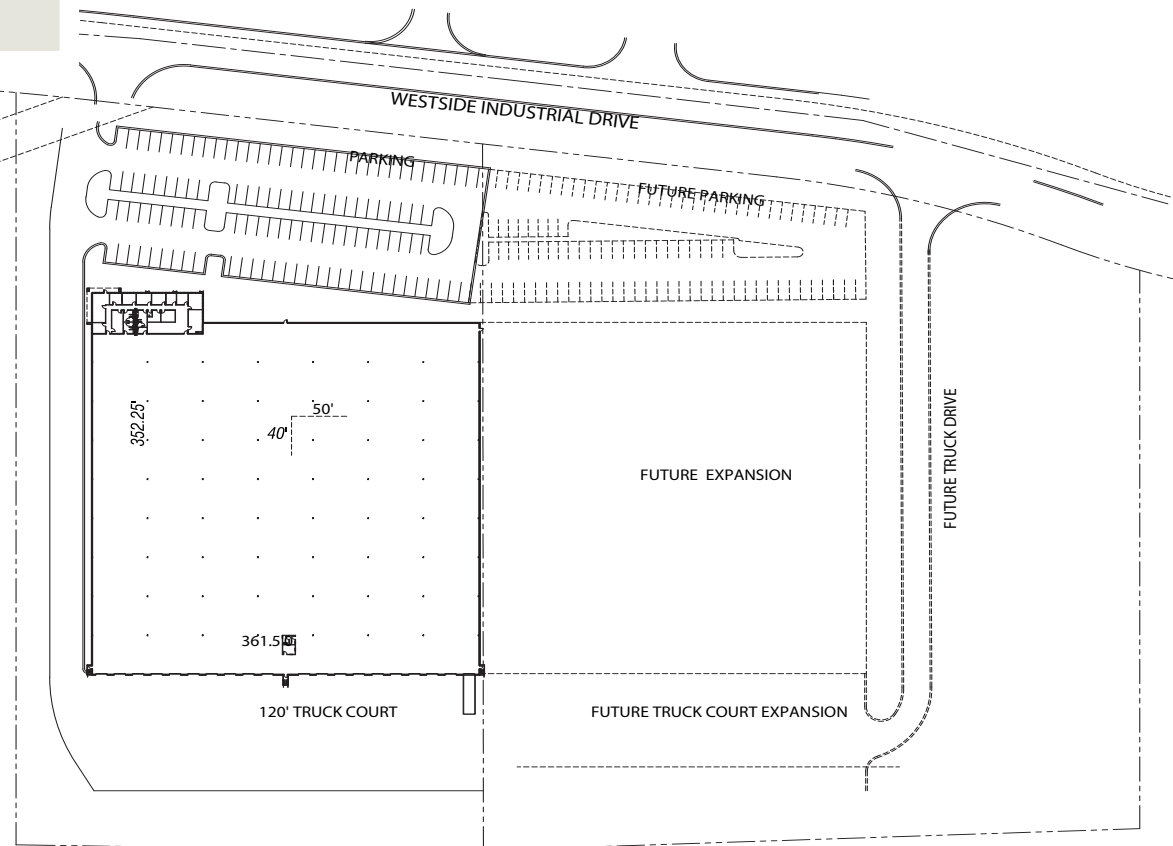 WESTSIDE INDUSTRIAL DRIVE
PARKING
FUTURE PARKING
352.25'
50'
40'
FUTURE EXPANSION
FUTURE TRUCK DRIVE
361.5
120' TRUCK COURT
FUTURE TRUCK COURT EXPANSION